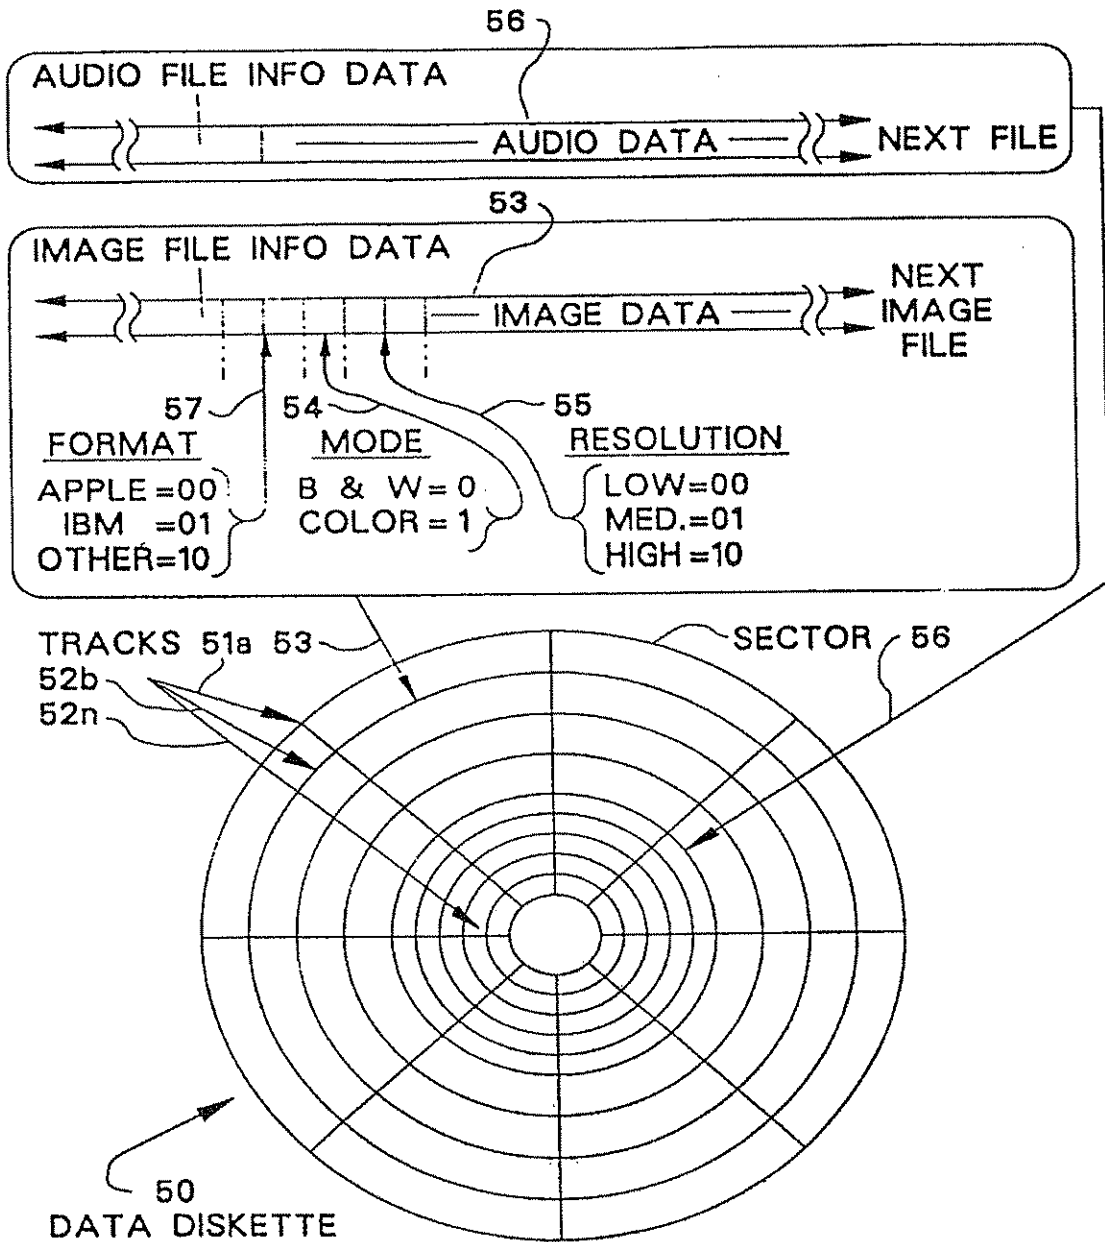 56
AUDIO FILE INFO DATA
AUDIO DATA
NEXT FILE
53
IMAGE FILE INFO DATA
IMAGE DATA
NEXT
IMAGE
FILE
57
54
55
FORMAT
APPLE=00
IBM =01
OTHER=10
MODE
B & W=0
COLOR=1
RESOLUTION
LOW=00
MED.=01
HIGH=10
TRACKS 51a 53
52b
52n
SECTOR 56
50
DATA DISKETTE